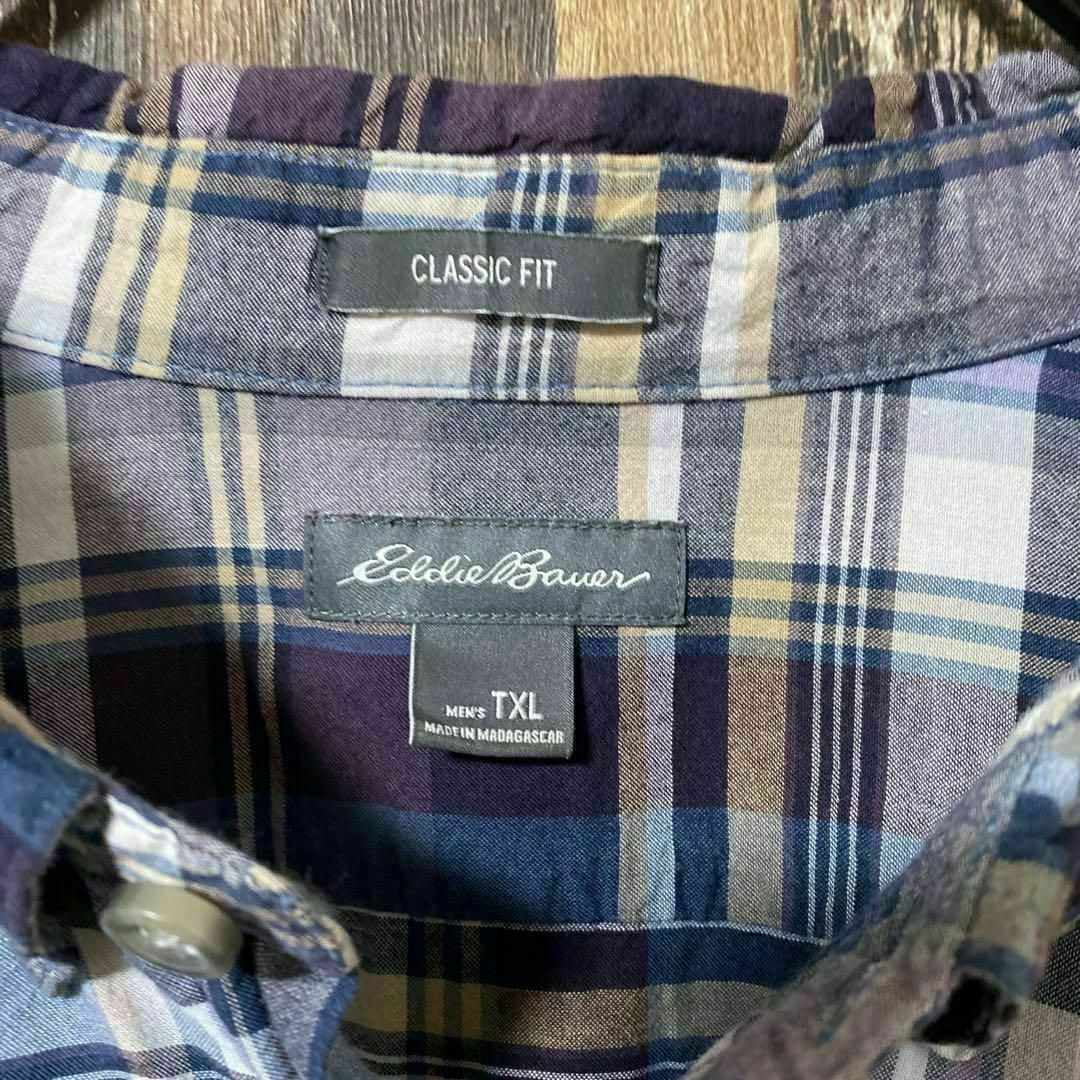 CLASSIC FIT
Eddie Bauer
MEN'S TXL
MADE IN MADAGASCAR